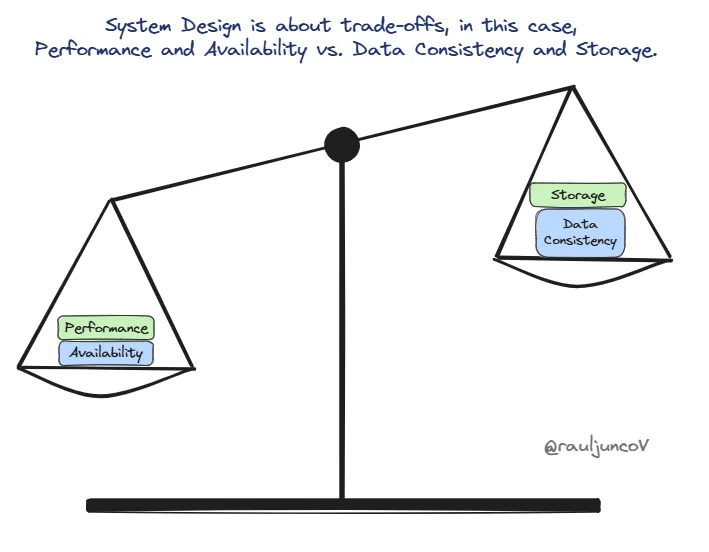 System Design is about trade-offs, in this case,
Performance and Availability vs. Data Consistency and Storage.
Storage
Data
Consistency
Performance
Availability
@rauljuncoV